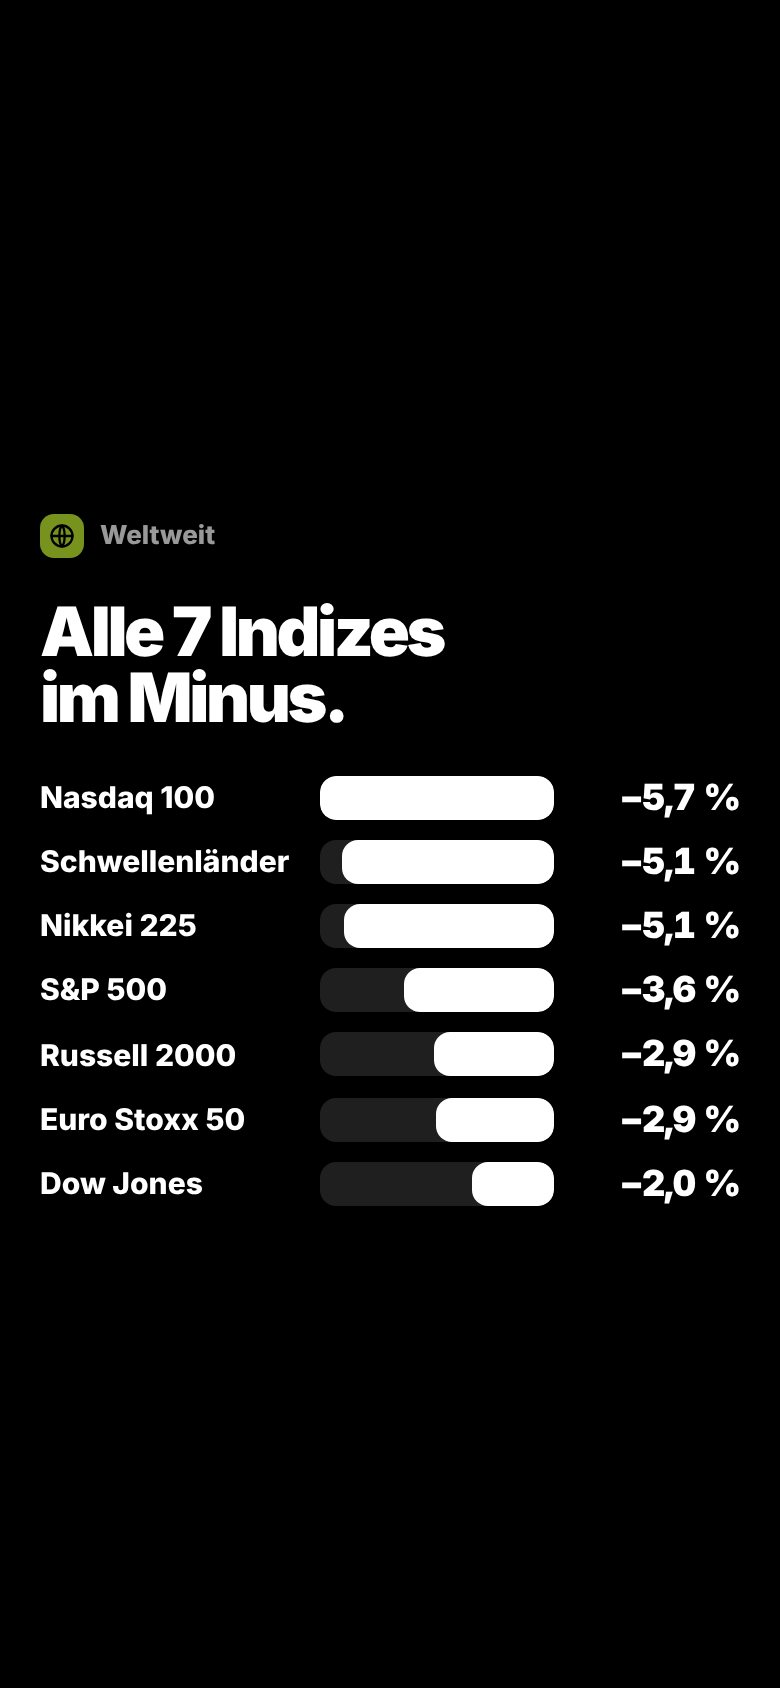 Weltweit
Alle 7 Indizes
im Minus.
Nasdaq 100 –5,7 %
Schwellenländer –5,1 %
Nikkei 225 –5,1 %
S&P 500 –3,6 %
Russell 2000 –2,9 %
Euro Stoxx 50 –2,9 %
Dow Jones –2,0 %